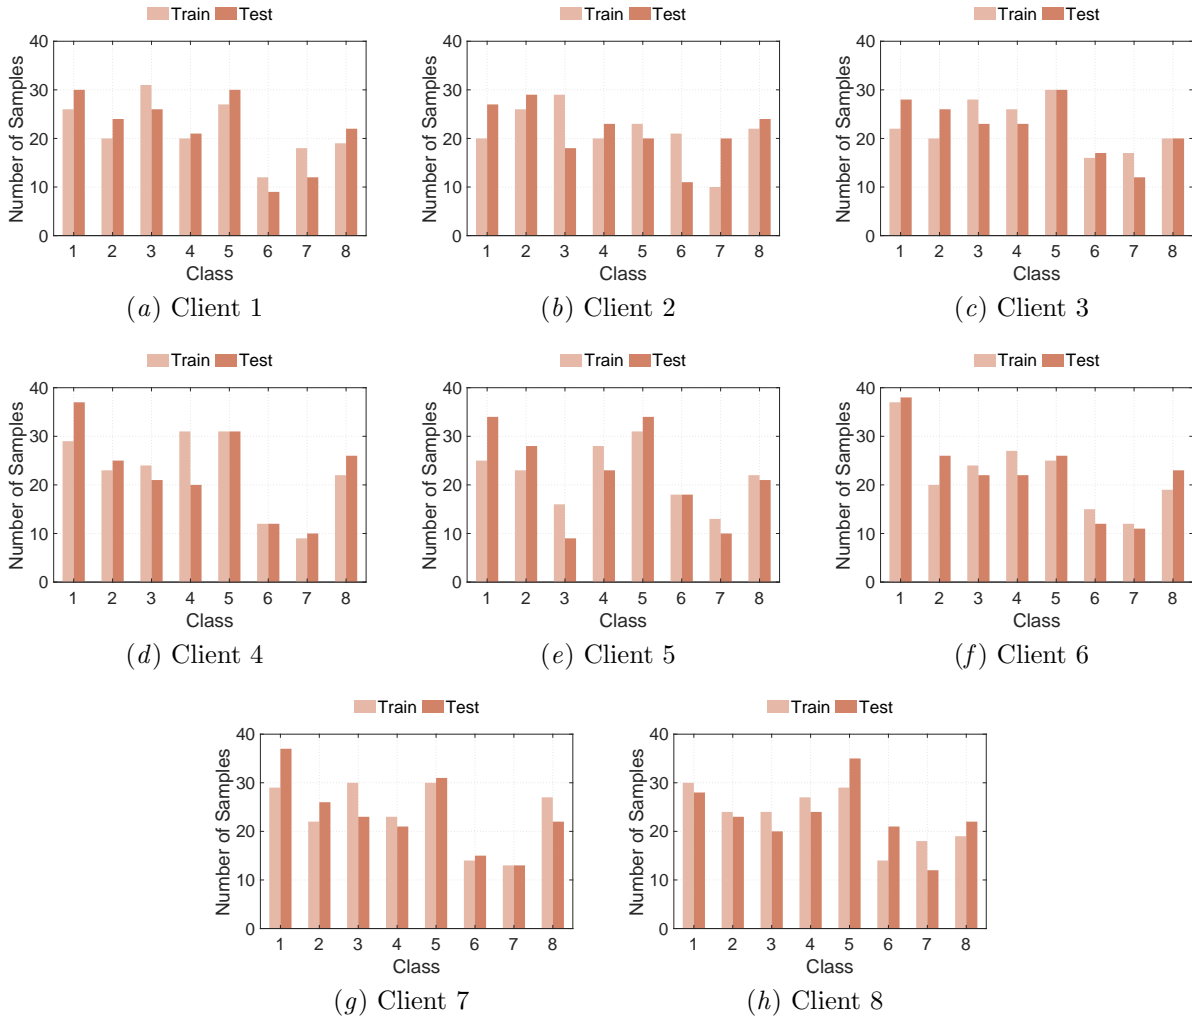 Train Test
Train Test
Train Test
Number of Samples
40
30
20
10
0
1 2 3 4 5 6 7 8
Class
(a) Client 1
Number of Samples
40
30
20
10
0
1 2 3 4 5 6 7 8
Class
(b) Client 2
Number of Samples
40
30
20
10
0
1 2 3 4 5 6 7 8
Class
(c) Client 3
Train Test
Number of Samples
40
30
20
10
0
1 2 3 4 5 6 7 8
Class
(d) Client 4
Train Test
Number of Samples
40
30
20
10
0
1 2 3 4 5 6 7 8
Class
(e) Client 5
Train Test
Number of Samples
40
30
20
10
0
1 2 3 4 5 6 7 8
Class
(f) Client 6
Train Test
Number of Samples
40
30
20
10
0
1 2 3 4 5 6 7 8
Class
(g) Client 7
Train Test
Number of Samples
40
30
20
10
0
1 2 3 4 5 6 7 8
Class
(h) Client 8